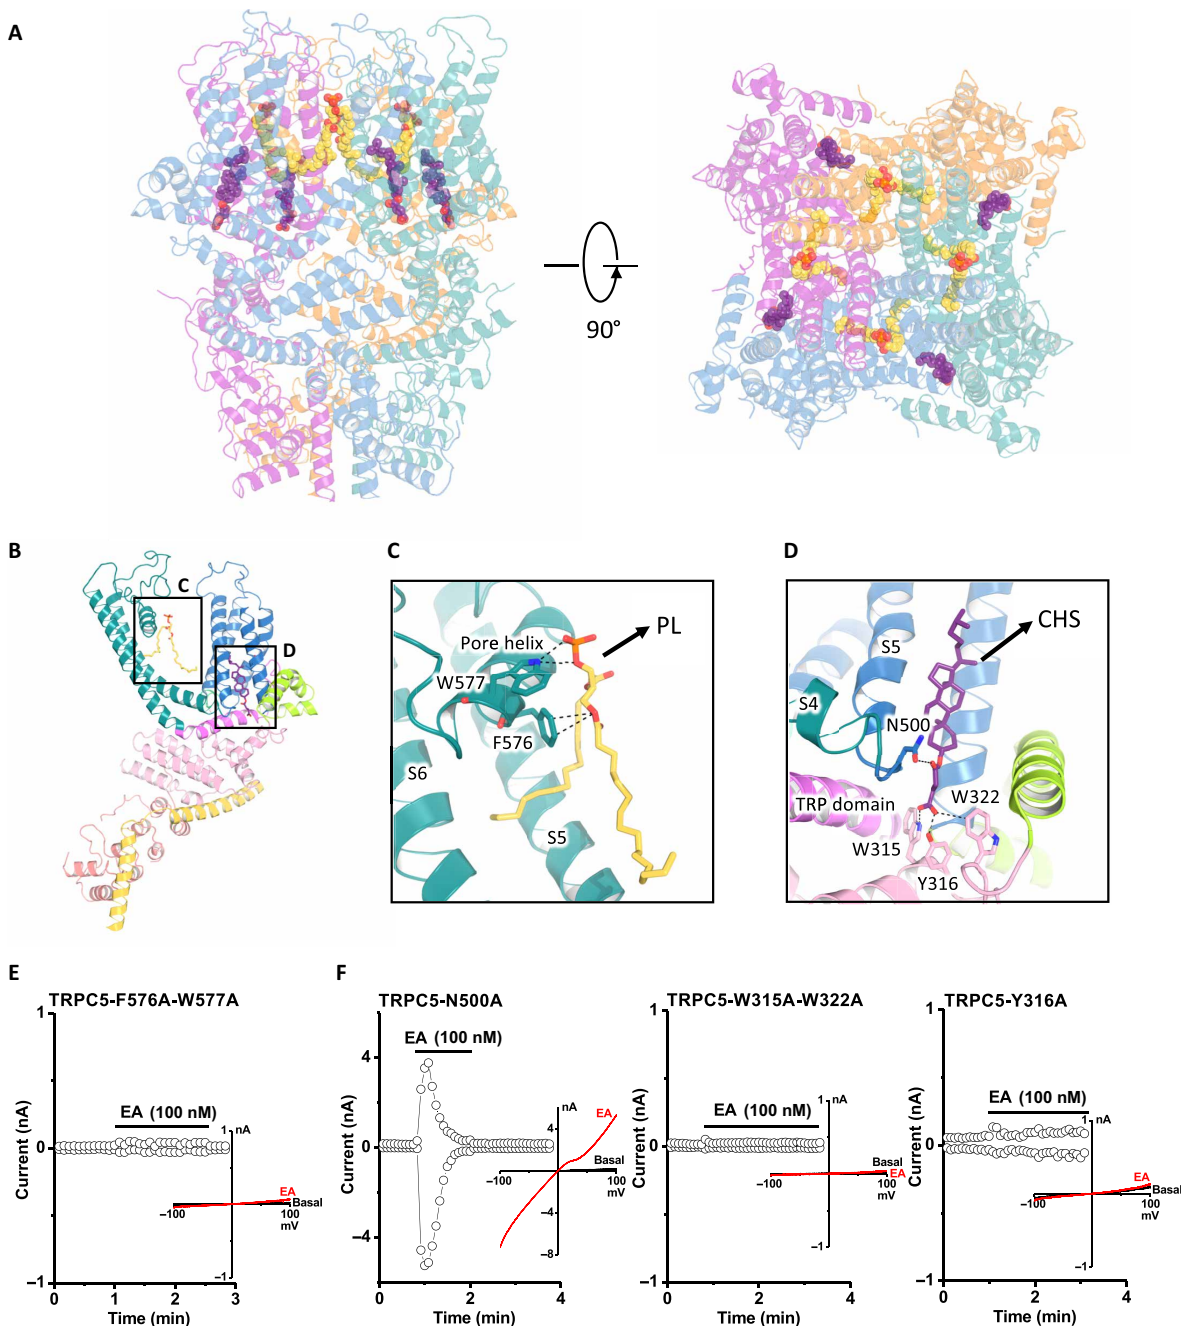 A
90°
B
C
D
C
Pore helix
PL
W577
F576
S6
S5
D
S5
CHS
S4
N500
TRP domain
W322
W315
Y316
E
TRPC5-F576A-W577A
1
0
−1
Current (nA)
EA (100 nM)
1 nA
EA
Basal
−100
100
mV
−1
0 1 2 3
Time (min)
F
TRPC5-N500A
4
0
−4
Current (nA)
EA (100 nM)
nA
4
EA
Basal
−100
100
mV
−4
−8
0 2 4
Time (min)
TRPC5-W315A-W322A
1
0
−1
Current (nA)
EA (100 nM)
1
nA
Basal
EA
−100
100
mV
−1
0 2 4
Time (min)
TRPC5-Y316A
1
0
−1
Current (nA)
EA (100 nM)
1
nA
EA
Basal
−100
100
mV
−1
0 2 4
Time (min)